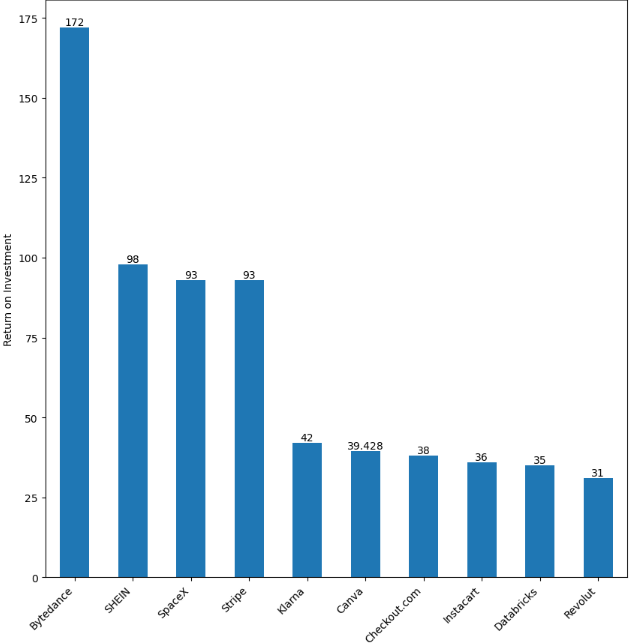 172
98
93
93
42
39.428
38
36
35
31
175
150
125
100
75
50
25
0
Return on Investment
Bytedance
SHEIN
SpaceX
Stripe
Klarna
Canva
Checkout.com
Instacart
Databricks
Revolut